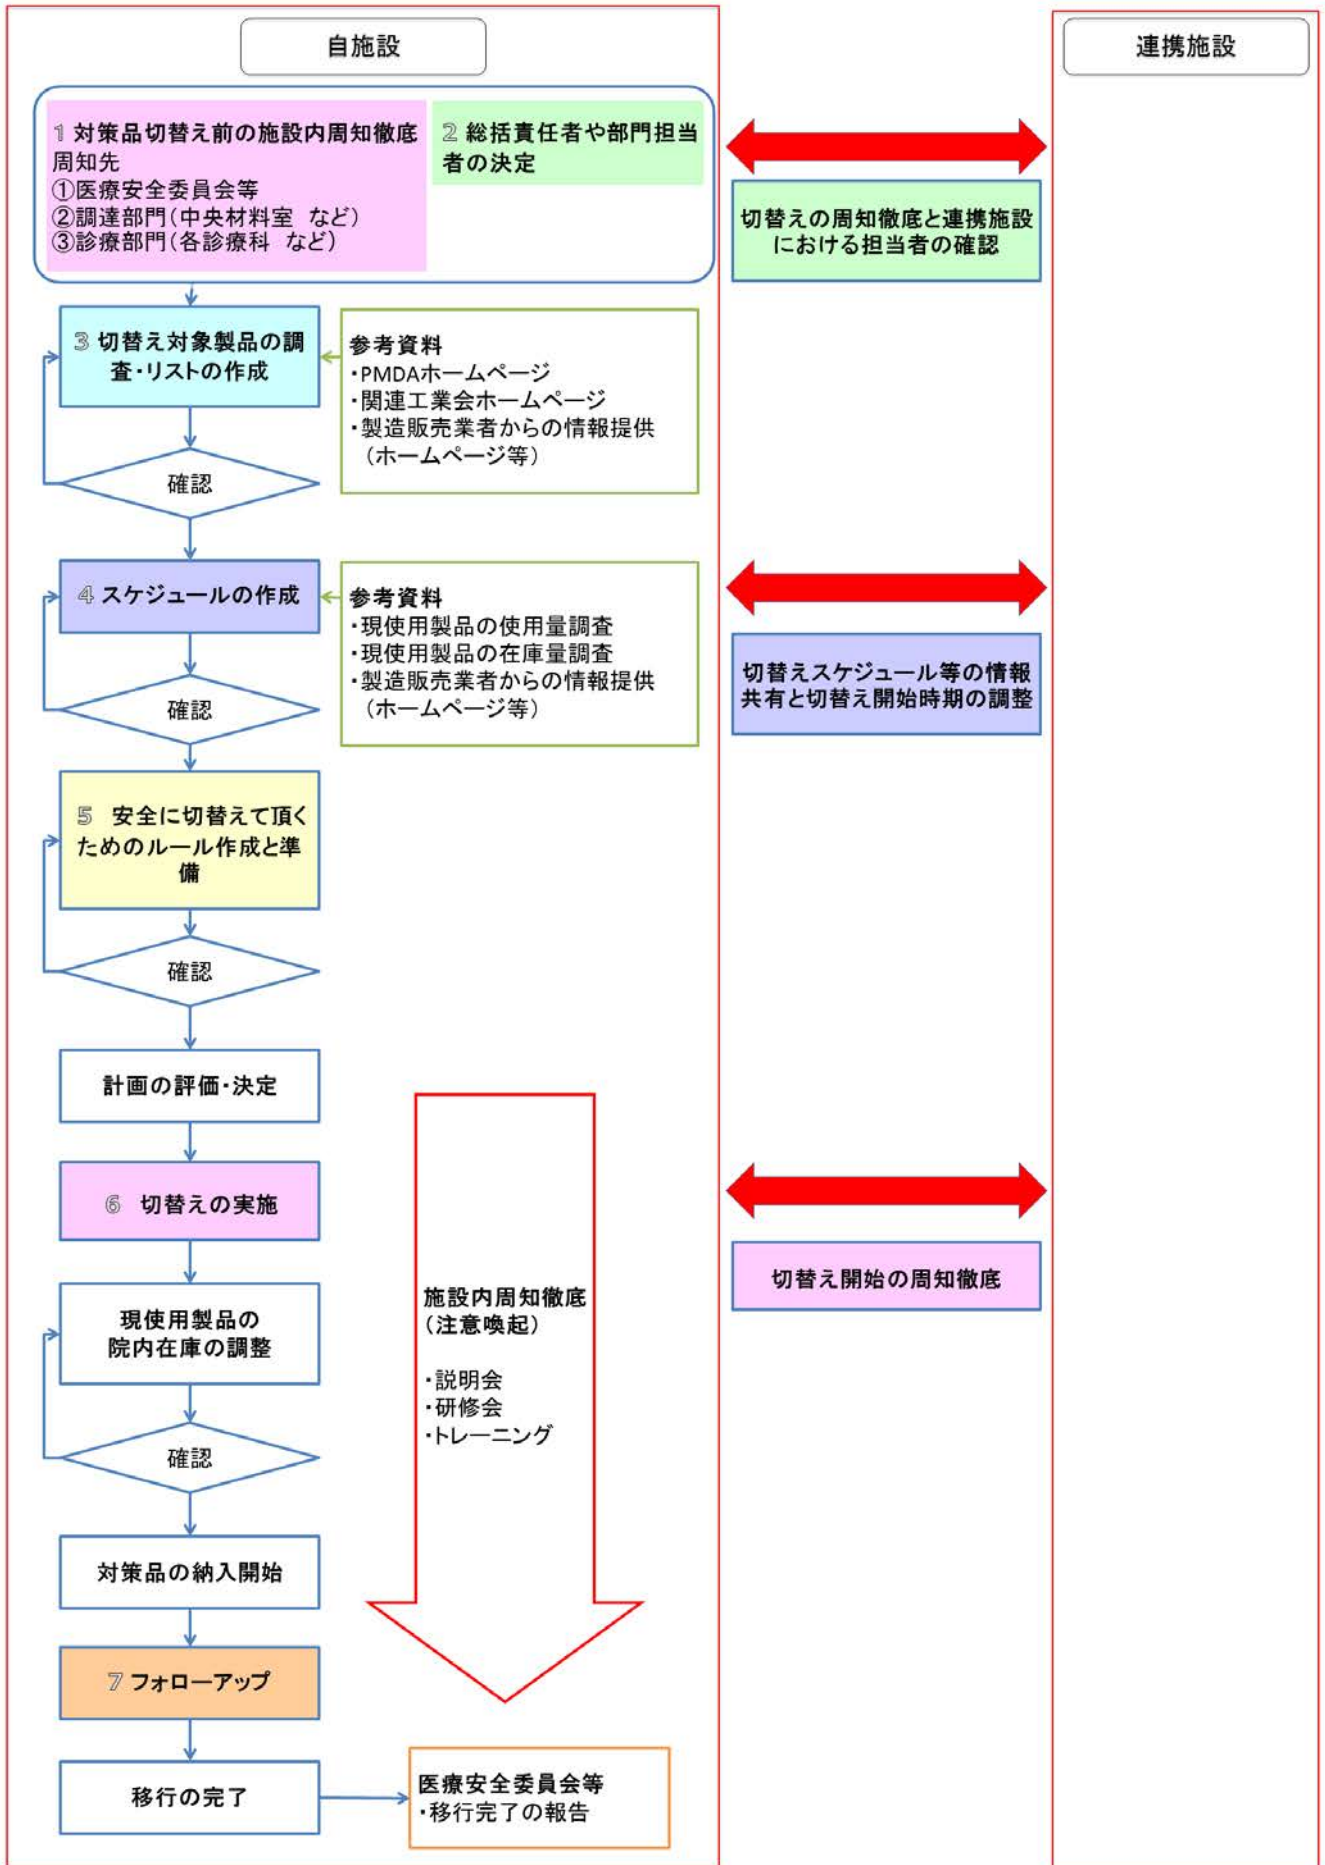 自施設
連携施設
1 対策品切替え前の施設内周知徹底
周知先
①医療安全委員会等
②調達部門(中央材料室 など)
③診療部門(各診療科 など)
2 総括責任者や部門担当
者の決定
切替えの周知徹底と連携施設
における担当者の確認
3 切替え対象製品の調
査・リストの作成
参考資料
・PMDAホームページ
・関連工業会ホームページ
・製造販売業者からの情報提供
(ホームページ等)
確認
4 スケジュールの作成
参考資料
・現使用製品の使用量調査
・現使用製品の在庫量調査
・製造販売業者からの情報提供
(ホームページ等)
切替えスケジュール等の情報
共有と切替え開始時期の調整
確認
5 安全に切替えて頂く
ためのルール作成と準
備
確認
計画の評価・決定
6 切替えの実施
切替え開始の周知徹底
現使用製品の
院内在庫の調整
施設内周知徹底
(注意喚起)
・説明会
・研修会
・トレーニング
確認
対策品の納入開始
7 フォローアップ
移行の完了
医療安全委員会等
・移行完了の報告